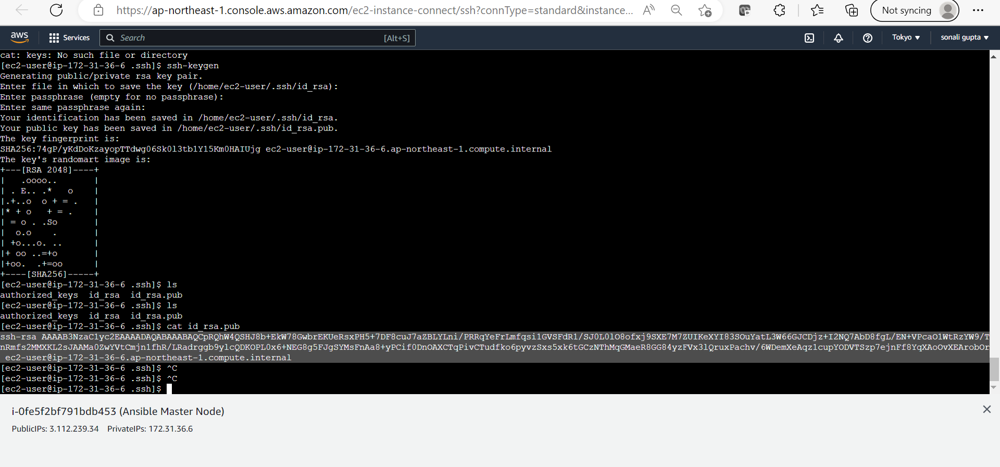 https://ap-northeast-1.console.aws.amazon.com/ec2-instance-connect/ssh?connType=standard&instance...
Not syncing
aws
Services
Search
[Alt+S]
Tokyo
sonali gupta
cat: keys: No such file or directory
[ec2-user@ip-172-31-36-6 .ssh]$ ssh-keygen
Generating public/private rsa key pair.
Enter file in which to save the key (/home/ec2-user/.ssh/id_rsa):
Enter passphrase (empty for no passphrase):
Enter same passphrase again:
Your identification has been saved in /home/ec2-user/.ssh/id_rsa.
Your public key has been saved in /home/ec2-user/.ssh/id_rsa.pub.
The key fingerprint is:
SHA256:74gP/yKdDoKzayopTTdwg06Sk0l3tb1Y15Km0HAIUjg ec2-user@ip-172-31-36-6.ap-northeast-1.compute.internal
The key's randomart image is:
+---[RSA 2048]----+
|    .oooo..       |
| . E.. .*   o    |
|.+..o  o + = .   |
|* + o   + = .    |
| = o . .So       |
|  o.o    .       |
| +o...o. ..      |
|+ oo ..=+o       |
|+oo.  .+=oo      |
+----[SHA256]-----+
[ec2-user@ip-172-31-36-6 .ssh]$ ls
authorized_keys  id_rsa  id_rsa.pub
[ec2-user@ip-172-31-36-6 .ssh]$ ls
authorized_keys  id_rsa  id_rsa.pub
[ec2-user@ip-172-31-36-6 .ssh]$ cat id_rsa.pub
ssh-rsa AAAAB3NzaC1yc2EAAAADAQABAAABAQCpRQhW4QSHJ8b+EkW78GwbrEKUeRsxPH5+7DF8cuJ7aZBLYLni/PRRqYeFrLmfqsi1GVSFdR1/SJ0L0lO8ofxj9SXE7M7ZUIKeXYI83SOuYatL3W66GJCDjz+I2NQ7AbD8fgL/EN+VPcaO1WtRzYW9/T
nRmfs2MMXKL2sJAAMa0ZwYVtCmjn1fhR/LRadrggb9ylcQDKOPL0x6+NEG8g5FJgSYMsFnAa8+yPCif0DnOAXCTqPivCTudfko6pyvzSxs5xk6tGCzNThMqGMaeR8GG84yzFVx3lQruxPachv/6WDemXeAqz1cupYODVTSzp7ejnFf8YqXAoOvXEArobOr
ec2-user@ip-172-31-36-6.ap-northeast-1.compute.internal
[ec2-user@ip-172-31-36-6 .ssh]$ ^C
[ec2-user@ip-172-31-36-6 .ssh]$ ^C
[ec2-user@ip-172-31-36-6 .ssh]$
i-0fe5f2bf791bdb453 (Ansible Master Node)
PublicIPs: 3.112.239.34
PrivateIPs: 172.31.36.6